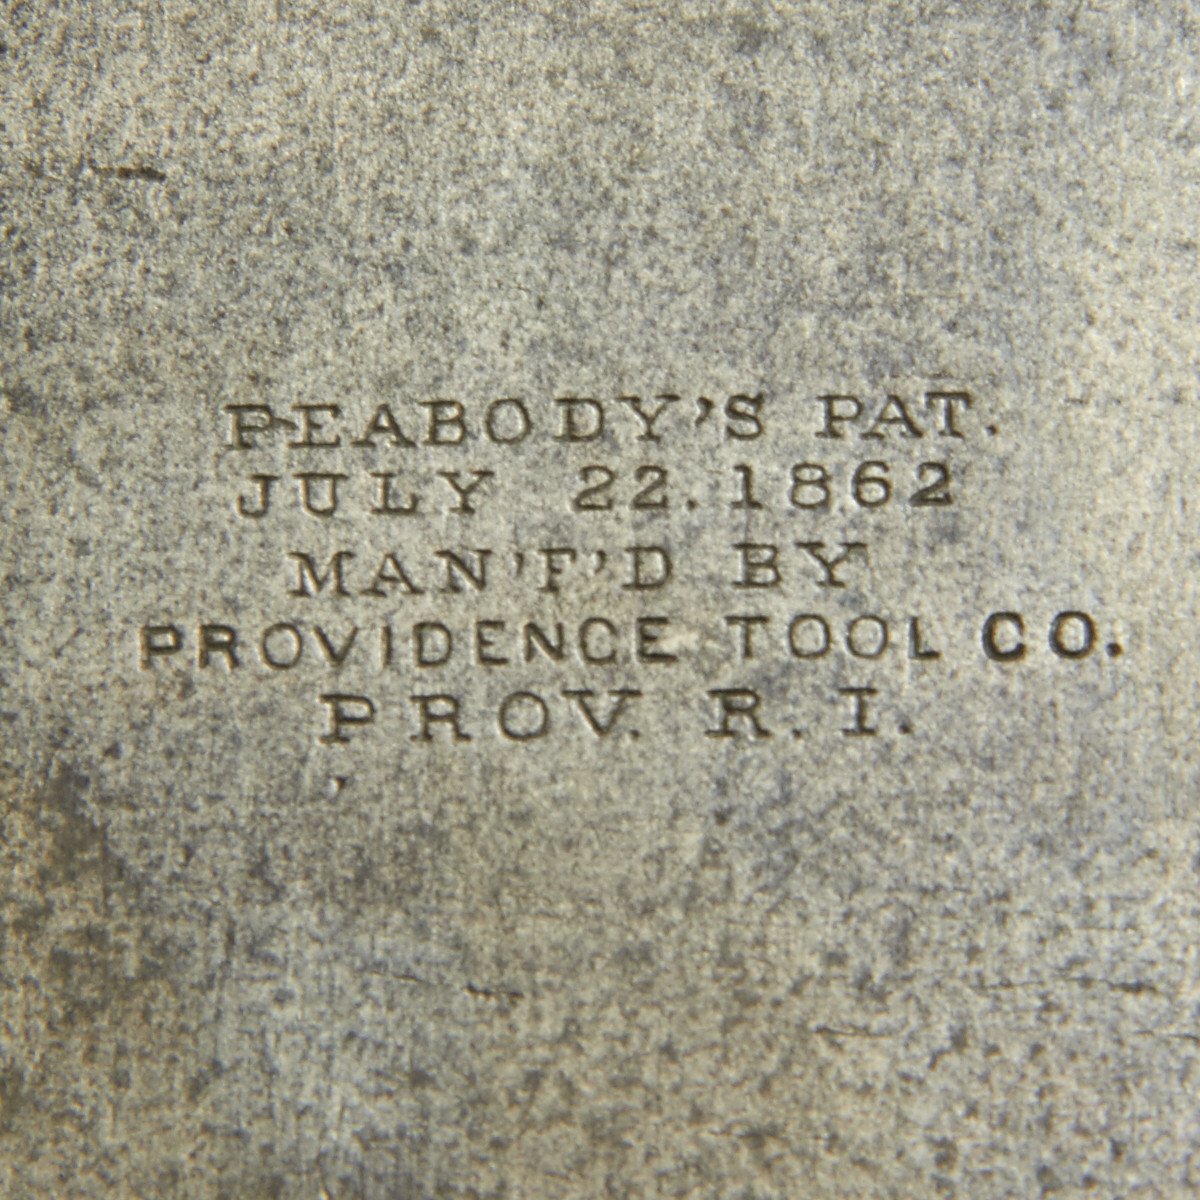 PEABODY'S PAT.
JULY 22.1862
MAN'F'D BY
PROVIDENCE TOOL CO.
PROV. R.I.